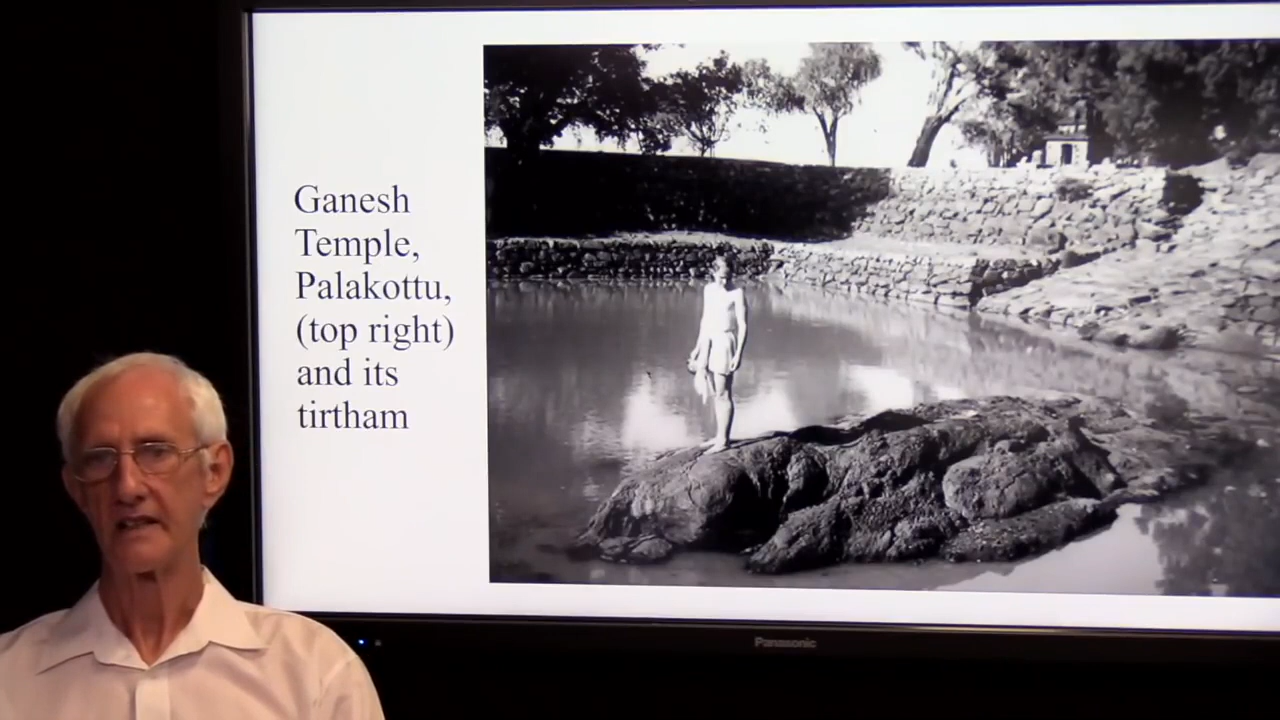 Ganesh
Temple,
Palakottu,
(top right)
and its
tirtham
Panasonic